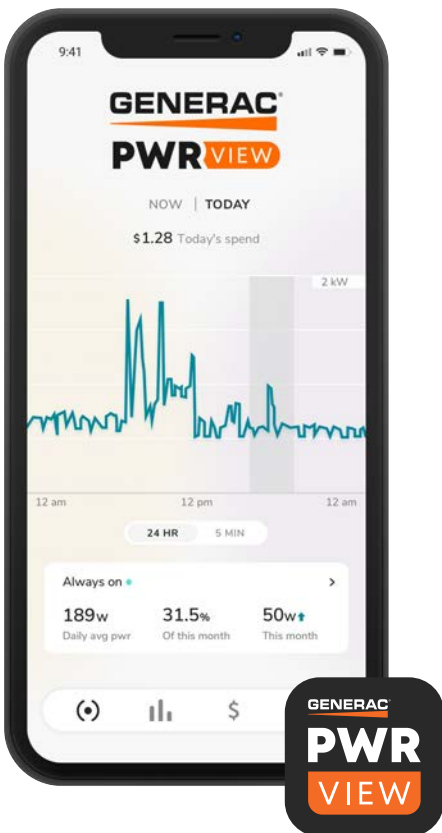 9:41
GENERAC®
PWR VIEW
NOW | TODAY
$1.28 Today's spend
2 kW
12 am 12 pm 12 am
24 HR 5 MIN
Always on
189w 31.5% 50w
Daily avg pwr Of this month This month
$
GENERAC
PWR
VIEW